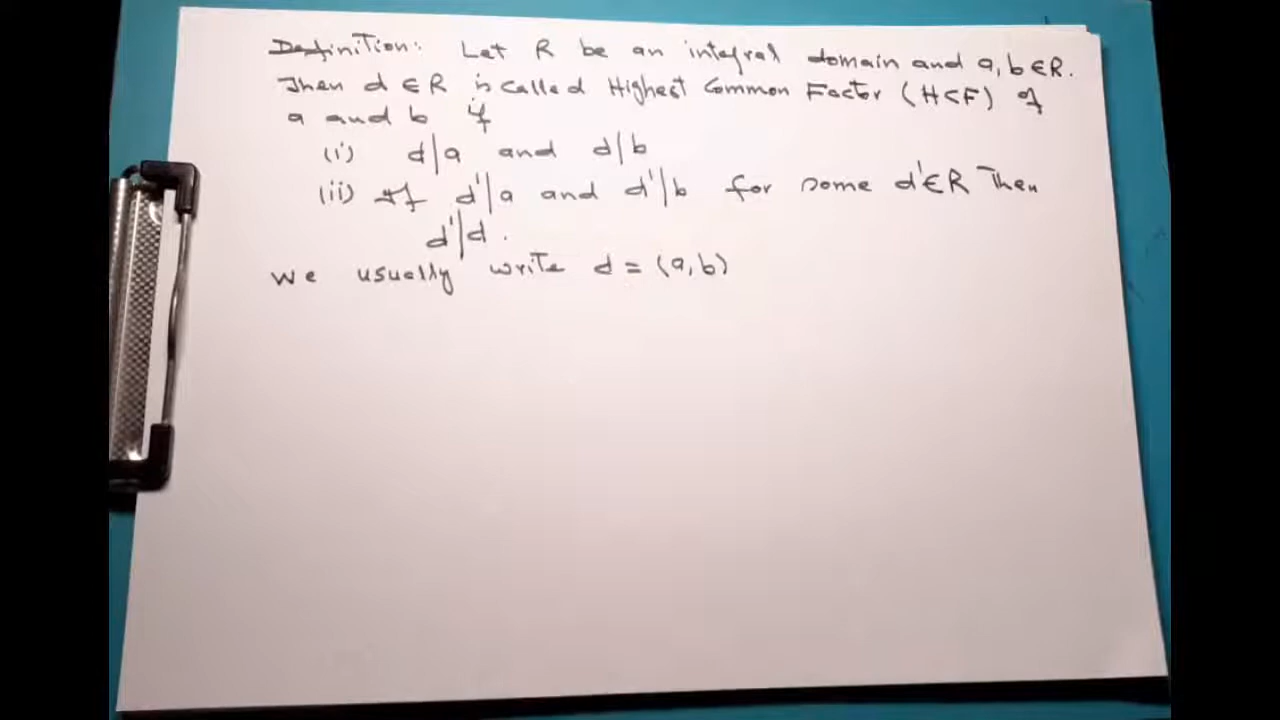 Definition: Let R be an integral domain and a, b ∈ R.
Then d ∈ R is called Highest Common Factor (HCF) of
a and b if
(i) d|a and d|b
(ii) If d'|a and d'|b for some d' ∈ R Then
d'|d.
We usually write d = (a, b)